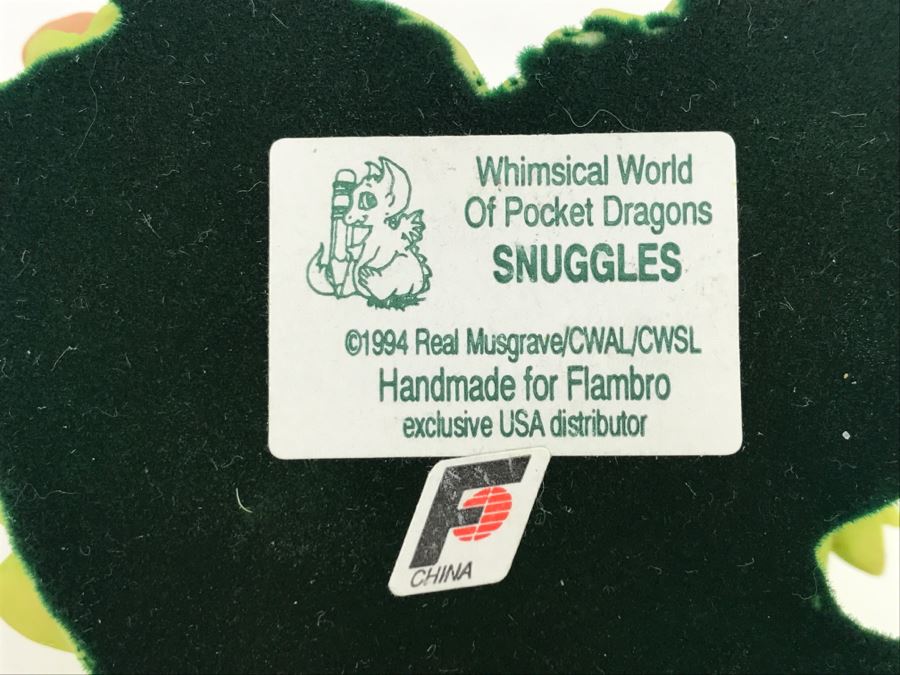 Whimsical World
Of Pocket Dragons
SNUGGLES
©1994 Real Musgrave/CWAL/CWSL
Handmade for Flambro
exclusive USA distributor
F
CHINA